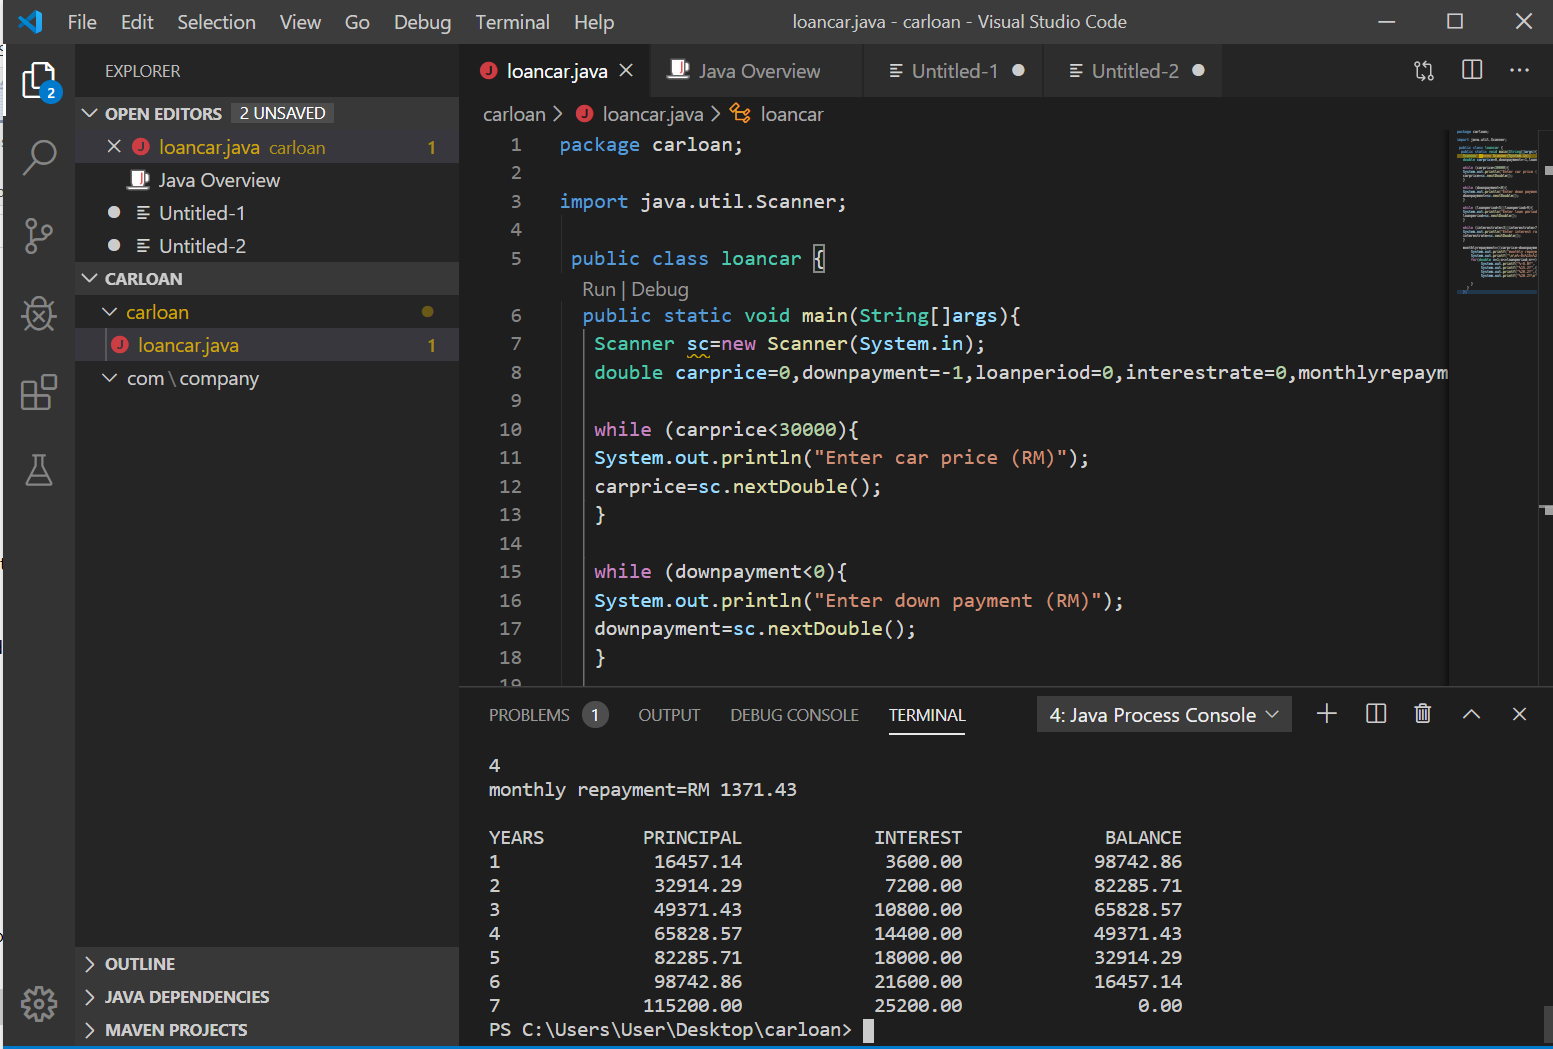 File Edit Selection View Go Debug Terminal Help loancar.java - carloan - Visual Studio Code
2
EXPLORER
OPEN EDITORS 2 UNSAVED
J loancar.java carloan 1
Java Overview
Untitled-1
Untitled-2
CARLOAN
carloan
J loancar.java 1
com\company
OUTLINE
JAVA DEPENDENCIES
MAVEN PROJECTS
J loancar.java Java Overview Untitled-1 Untitled-2
carloan > J loancar.java > loancar
1 package carloan;
2
3 import java.util.Scanner;
4
5 public class loancar {
Run | Debug
6 public static void main(String[]args){
7 Scanner sc=new Scanner(System.in);
8 double carprice=0,downpayment=-1,loanperiod=0,interestrate=0,monthlyrepaym
9
10 while (carprice<30000){
11 System.out.println("Enter car price (RM)");
12 carprice=sc.nextDouble();
13 }
14
15 while (downpayment<0){
16 System.out.println("Enter down payment (RM)");
17 downpayment=sc.nextDouble();
18 }
19
PROBLEMS 1 OUTPUT DEBUG CONSOLE TERMINAL 4: Java Process Console
4
monthly repayment=RM 1371.43
YEARS PRINCIPAL INTEREST BALANCE
1 16457.14 3600.00 98742.86
2 32914.29 7200.00 82285.71
3 49371.43 10800.00 65828.57
4 65828.57 14400.00 49371.43
5 82285.71 18000.00 32914.29
6 98742.86 21600.00 16457.14
7 115200.00 25200.00 0.00
PS C:\Users\User\Desktop\carloan>